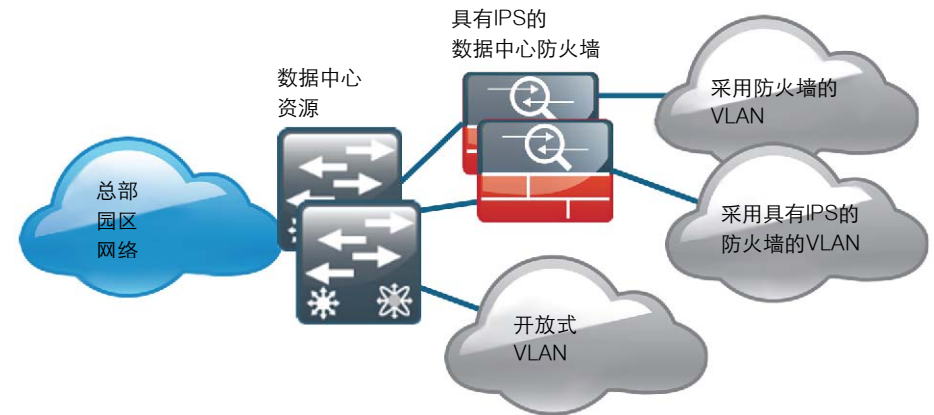 具有IPS的
数据中心防火墙
数据中心
资源
采用防火墙的
VLAN
总部
园区
网络
采用具有IPS的
防火墙的VLAN
开放式
VLAN